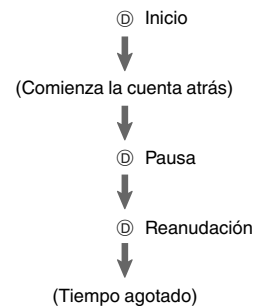 Ⓓ Inicio
(Comienza la cuenta atrás)
Ⓓ Pausa
Ⓓ Reanudación
(Tiempo agotado)